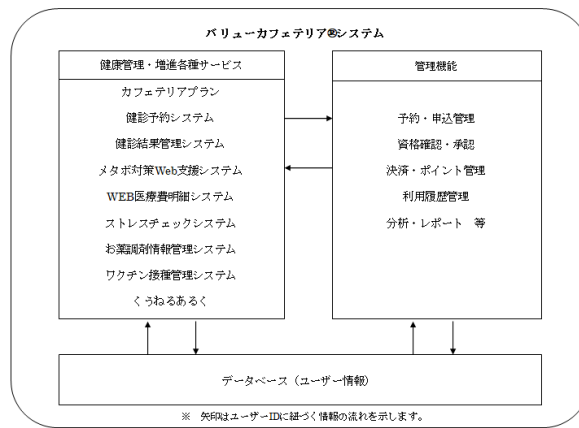 バリューカフェテリア®システム
健康管理・増進各種サービス
カフェテリアプラン
健診予約システム
健診結果管理システム
メタボ対策Web支援システム
WEB医療費明細システム
ストレスチェックシステム
お薬調剤情報管理システム
ワクチン接種管理システム
くうねるあるく
管理機能
予約・申込管理
資格確認・承認
決済・ポイント管理
利用履歴管理
分析・レポート　等
データベース（ユーザー情報）
※　矢印はユーザーIDに紐づく情報の流れを示します。